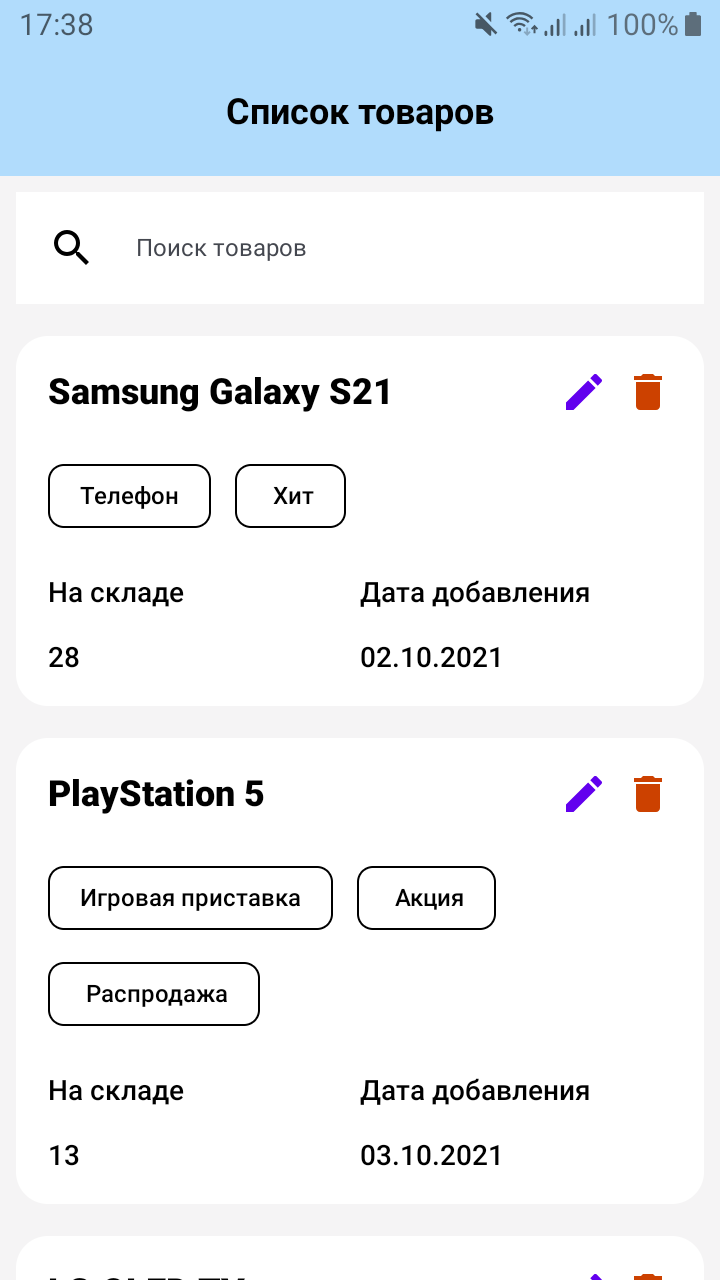 17:38
100%
Список товаров
Поиск товаров
Samsung Galaxy S21
Телефон
Хит
На складе
Дата добавления
28
02.10.2021
PlayStation 5
Игровая приставка
Акция
Распродажа
На складе
Дата добавления
13
03.10.2021